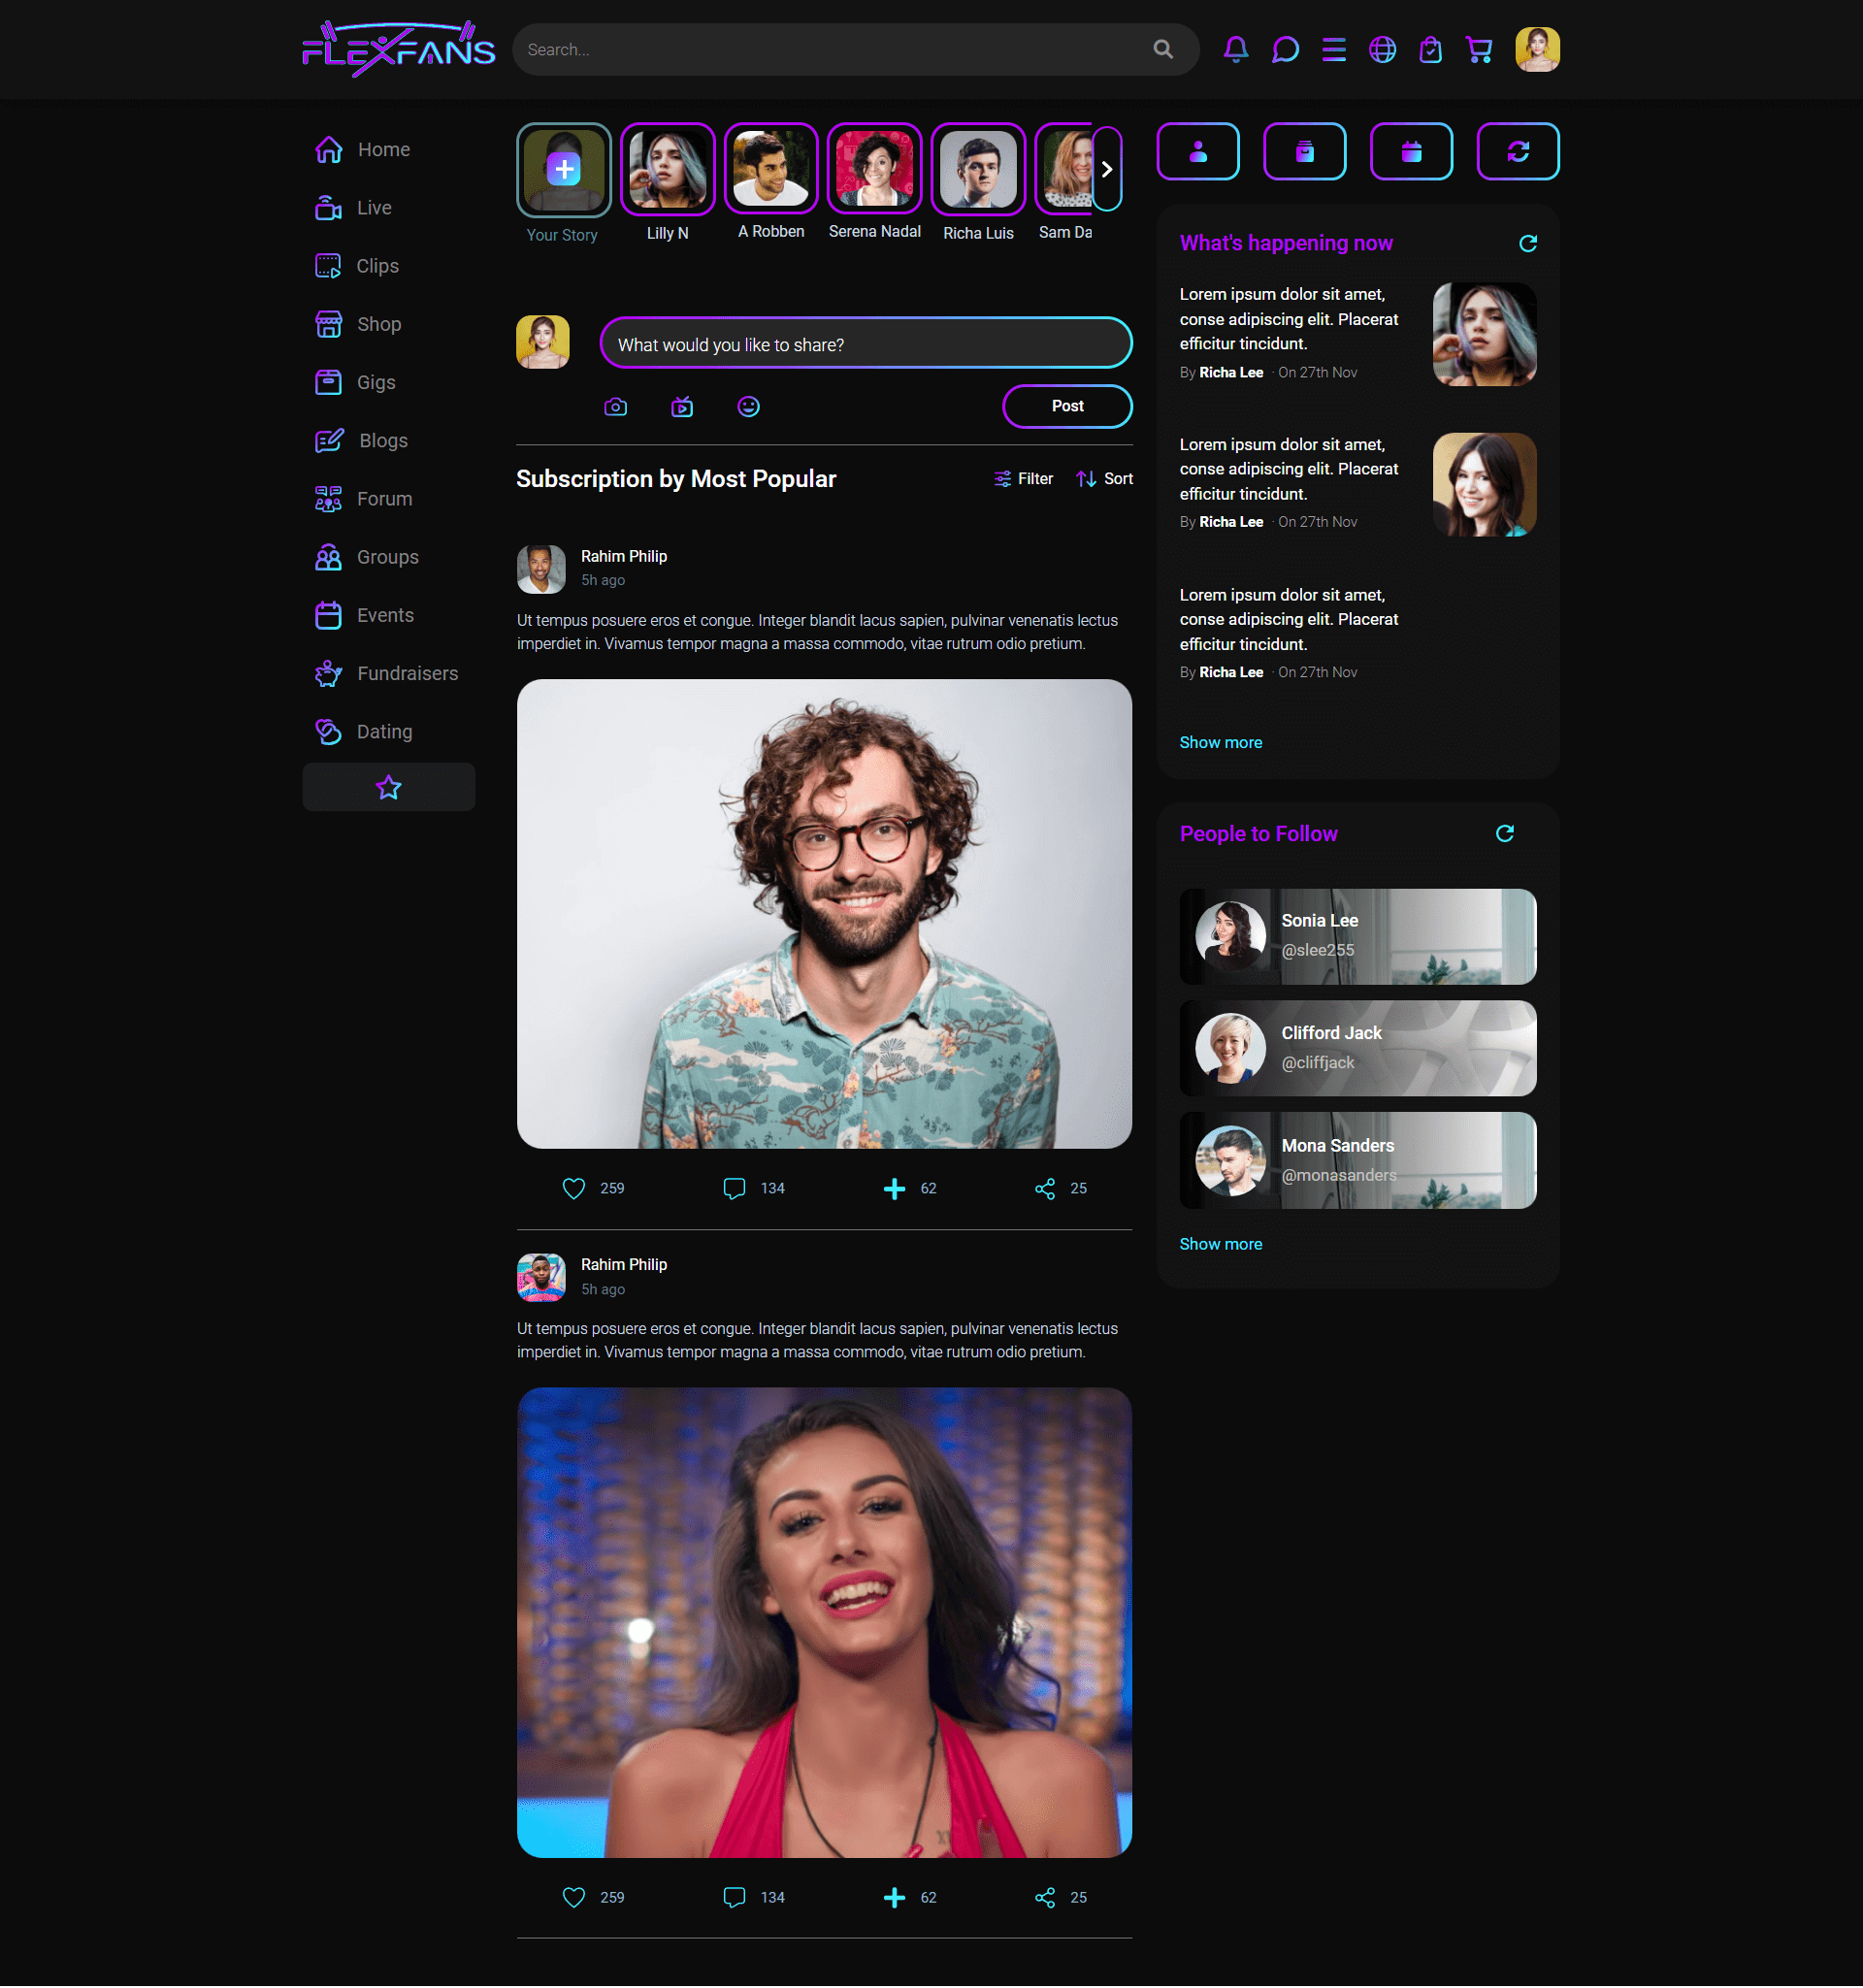 FLEXFANS
Search...
Home
Live
Clips
Shop
Gigs
Blogs
Forum
Groups
Events
Fundraisers
Dating
Your Story
Lilly N
A Robben
Serena Nadal
Richa Luis
Sam Da
What would you like to share?
Post
Subscription by Most Popular
Filter
Sort
Rahim Philip
5h ago
Ut tempus posuere eros et congue. Integer blandit lacus sapien, pulvinar venenatis lectus
imperdiet in. Vivamus tempor magna a massa commodo, vitae rutrum odio pretium.
259
134
62
25
Rahim Philip
5h ago
Ut tempus posuere eros et congue. Integer blandit lacus sapien, pulvinar venenatis lectus
imperdiet in. Vivamus tempor magna a massa commodo, vitae rutrum odio pretium.
259
134
62
25
What's happening now
Lorem ipsum dolor sit amet,
conse adipiscing elit. Placerat
efficitur tincidunt.
By Richa Lee · On 27th Nov
Lorem ipsum dolor sit amet,
conse adipiscing elit. Placerat
efficitur tincidunt.
By Richa Lee · On 27th Nov
Lorem ipsum dolor sit amet,
conse adipiscing elit. Placerat
efficitur tincidunt.
By Richa Lee · On 27th Nov
Show more
People to Follow
Sonia Lee
@slee255
Clifford Jack
@cliffjack
Mona Sanders
@monasanders
Show more